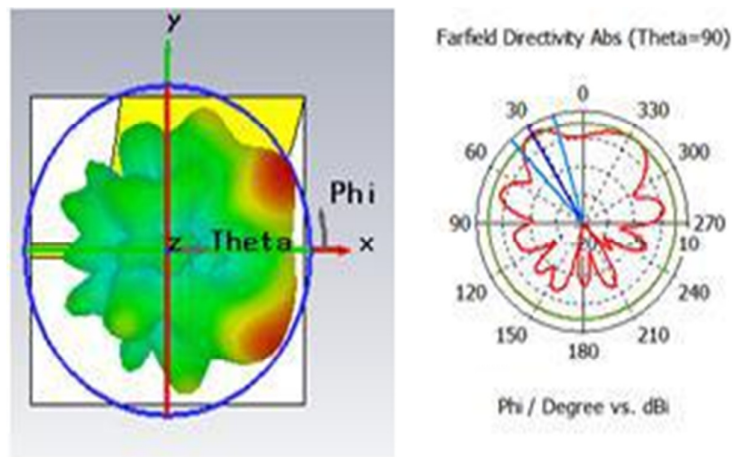 y
Phi
z Theta x
Farfield Directivity Abs (Theta=90)
0
30 330
60 300
90 270
10
120 240
150 210
180
Phi / Degree vs. dBi